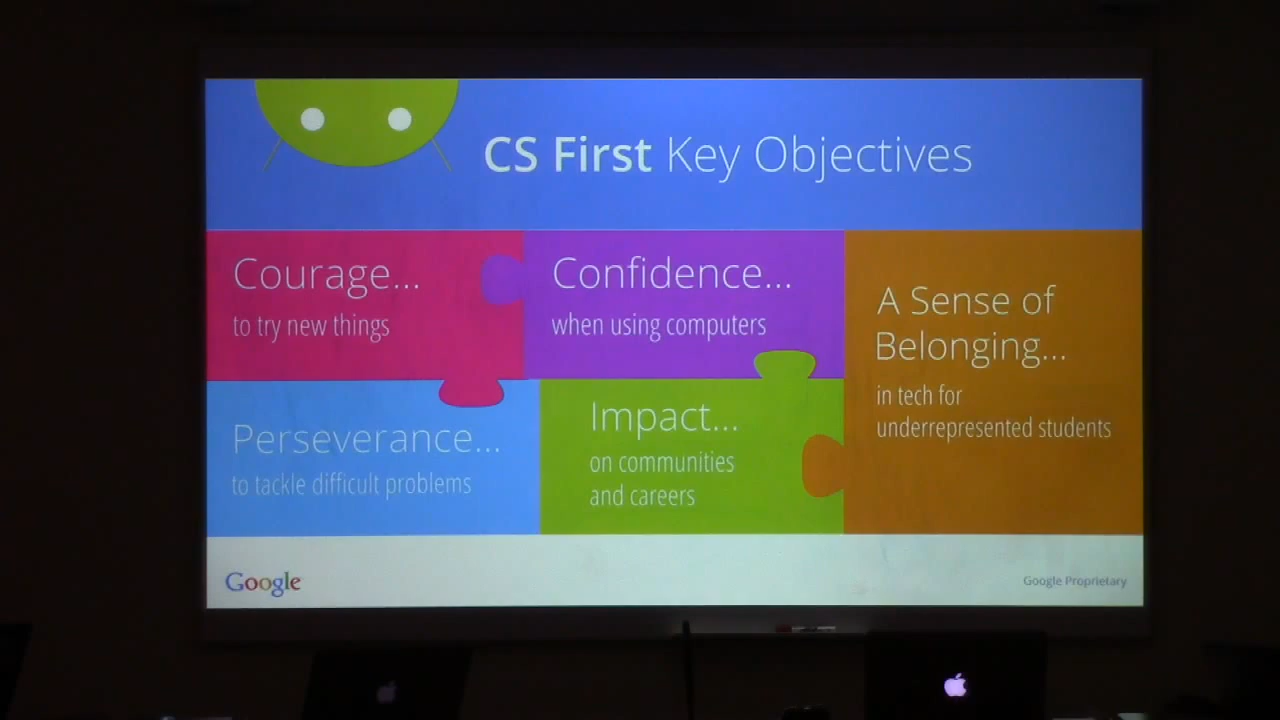 CS First Key Objectives
Courage...
to try new things
Confidence...
when using computers
A Sense of
Belonging...
in tech for
underrepresented students
Perseverance...
to tackle difficult problems
Impact...
on communities
and careers
Google
Google Proprietary